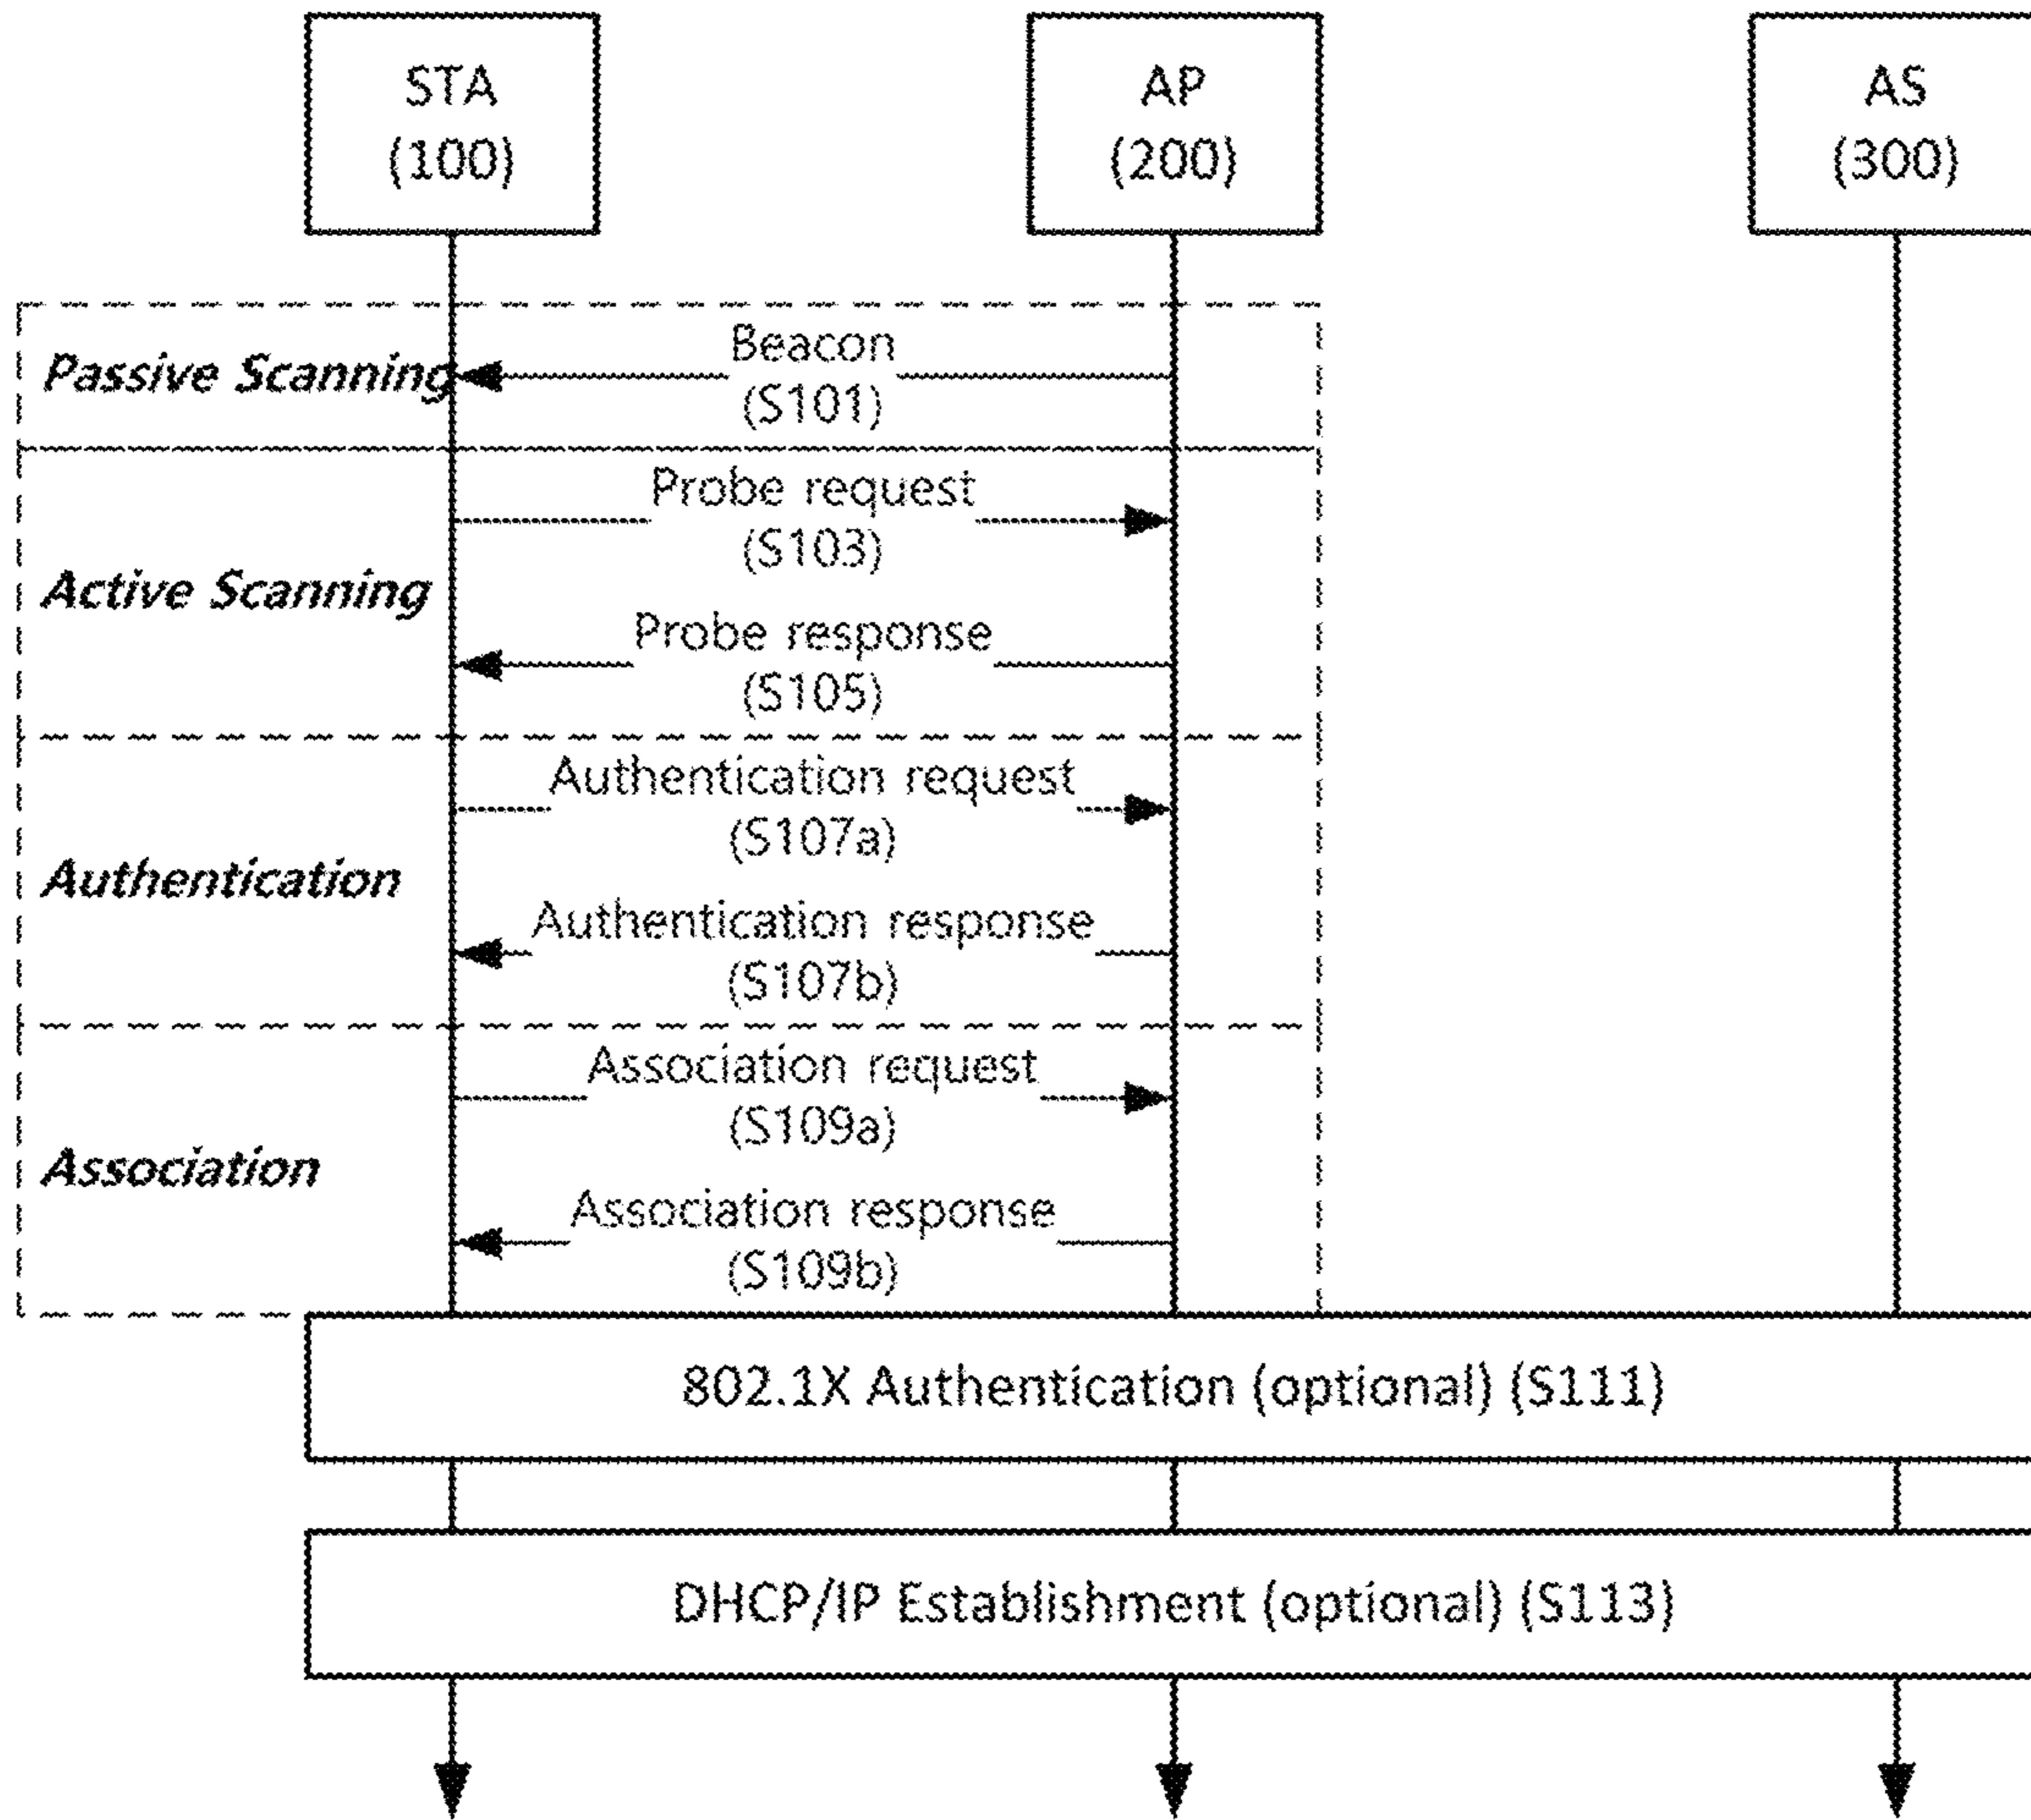 STA
(100)
AP
(200)
AS
(300)
Passive Scanning
Beacon
(S101)
Active Scanning
Probe request
(S103)
Probe response
(S105)
Authentication
Authentication request
(S107a)
Authentication response
(S107b)
Association
Association request
(S109a)
Association response
(S109b)
802.1X Authentication (optional) (S111)
DHCP/IP Establishment (optional) (S113)